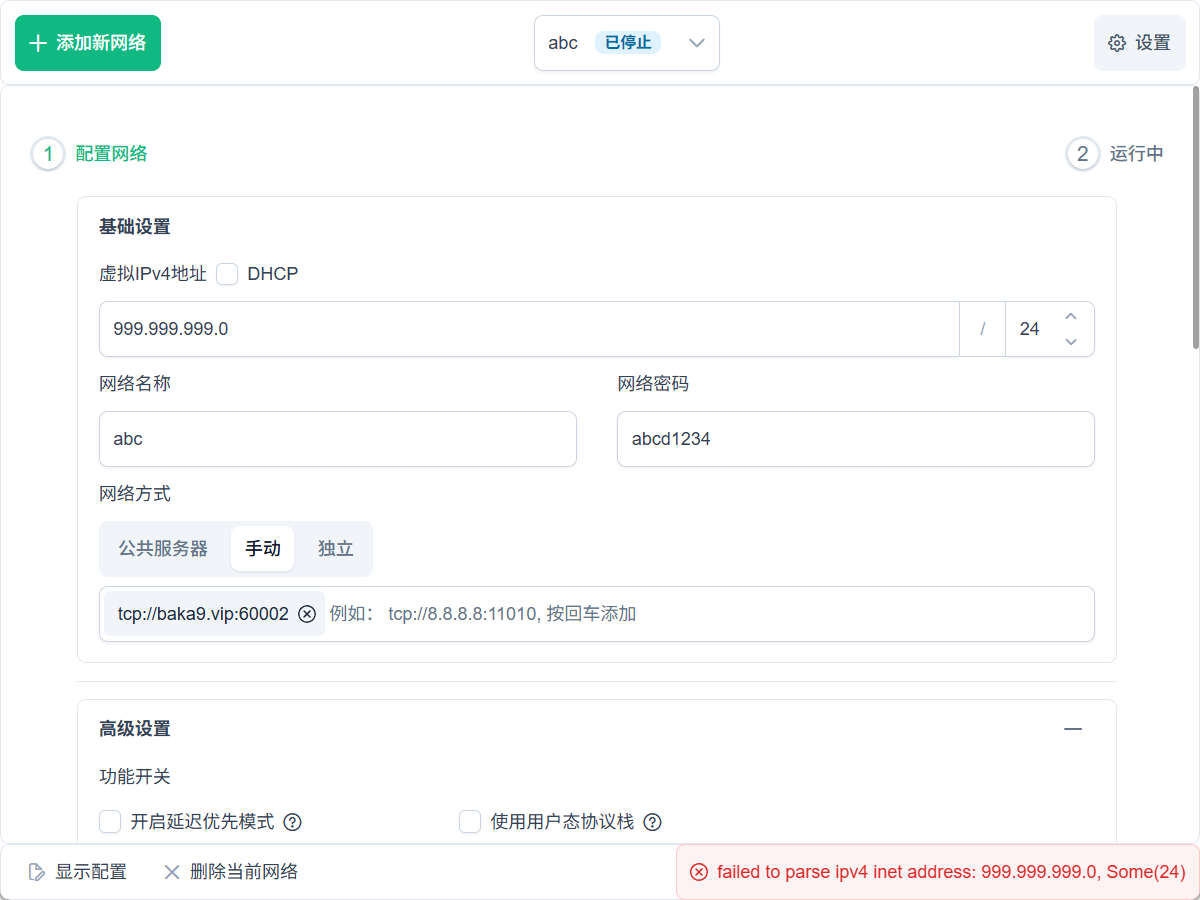 添加新网络
abc 已停止
设置
1 配置网络
2 运行中
基础设置
虚拟IPv4地址 DHCP
999.999.999.0 / 24
网络名称 网络密码
abc abcd1234
网络方式
公共服务器 手动 独立
tcp://baka9.vip:60002 例如： tcp://8.8.8.8:11010, 按回车添加
高级设置
功能开关
开启延迟优先模式 使用用户态协议栈
显示配置 删除当前网络
failed to parse ipv4 inet address: 999.999.999.0, Some(24)